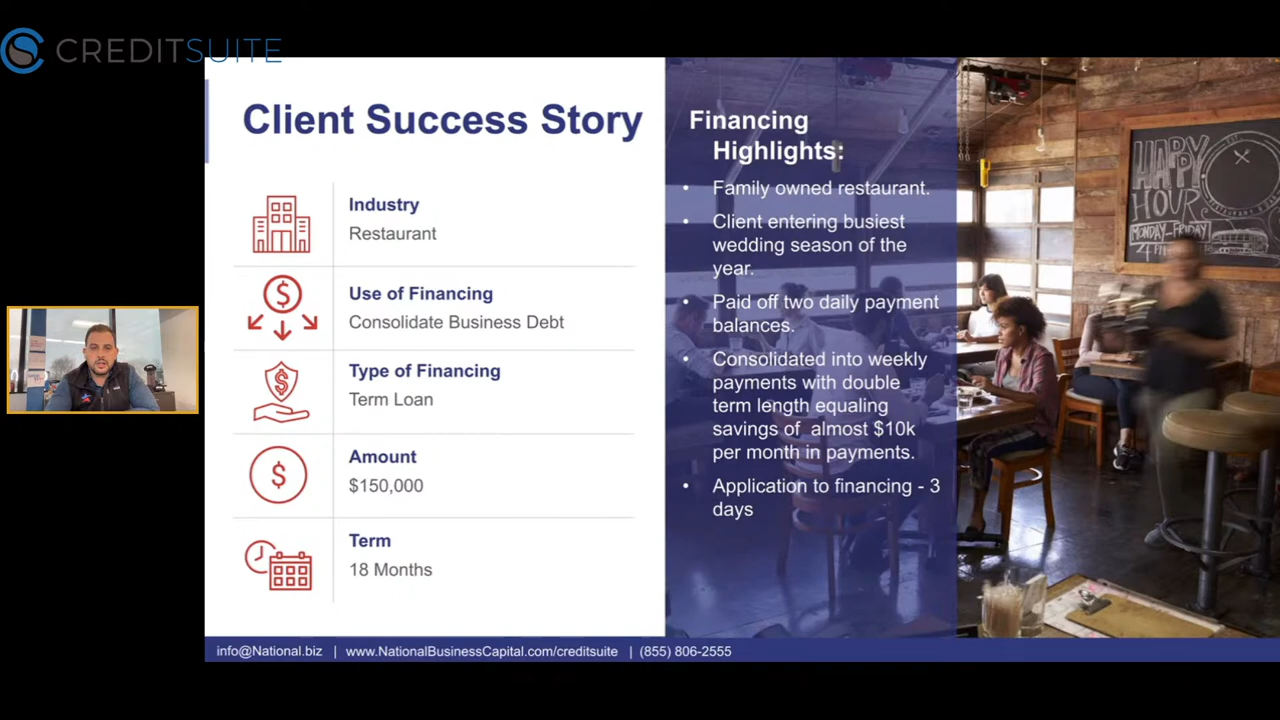 CREDITSUITE
Client Success Story
Industry
Restaurant
Use of Financing
Consolidate Business Debt
Type of Financing
Term Loan
Amount
$150,000
Term
18 Months
Financing
Highlights:
• Family owned restaurant.
• Client entering busiest
wedding season of the
year.
• Paid off two daily payment
balances.
• Consolidated into weekly
payments with double
term length equaling
savings of almost $10k
per month in payments.
• Application to financing - 3
days
HAPPY
HOUR
MONDAY-FRIDAY
info@National.biz | www.NationalBusinessCapital.com/creditsuite | (855) 806-2555